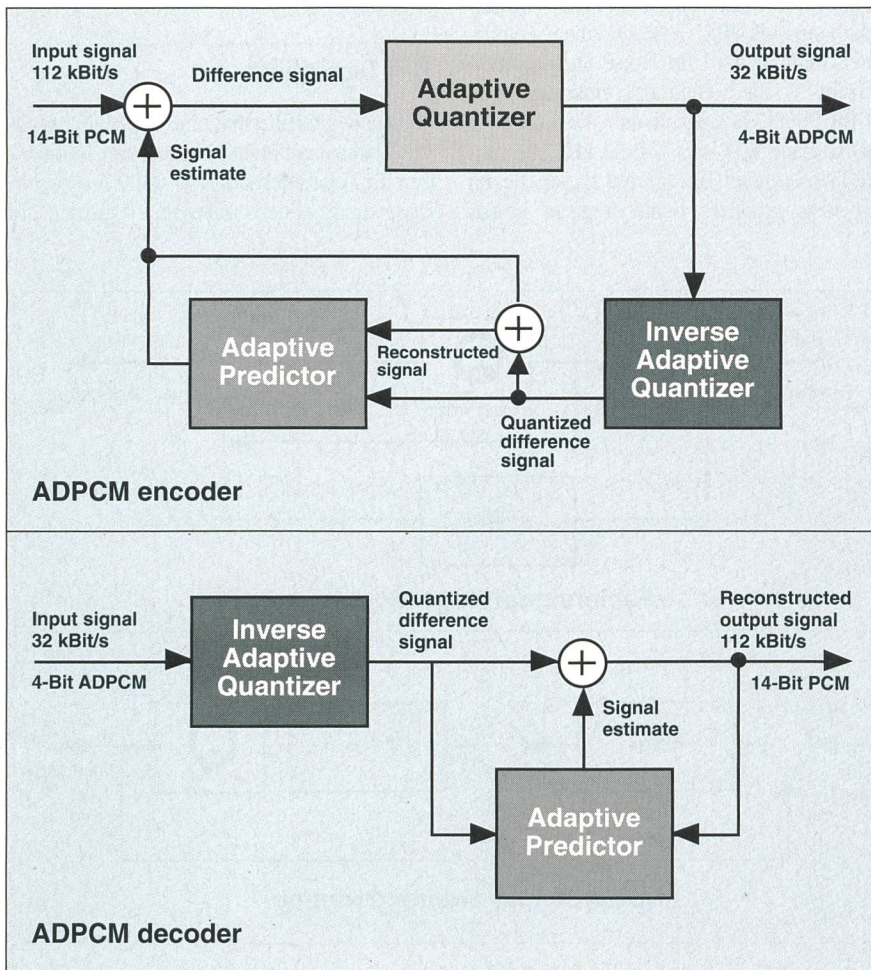 Input signal
112 kBit/s
14-Bit PCM
Difference signal
Adaptive
Quantizer
Output signal
32 kBit/s
4-Bit ADPCM
Signal
estimate
Adaptive
Predictor
Reconstructed
signal
Inverse
Adaptive
Quantizer
Quantized
difference
signal
ADPCM encoder
Input signal
32 kBit/s
4-Bit ADPCM
Inverse
Adaptive
Quantizer
Quantized
difference
signal
Reconstructed
output signal
112 kBit/s
14-Bit PCM
Signal
estimate
Adaptive
Predictor
ADPCM decoder